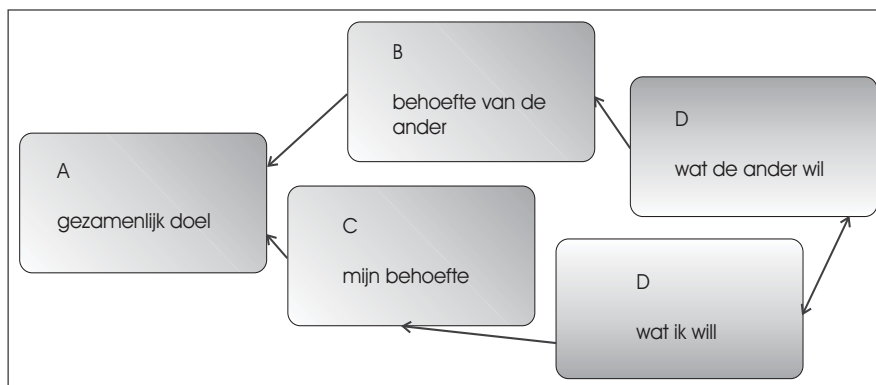 A
gezamenlijk doel
B
behoefte van de
ander
C
mijn behoefte
D
wat de ander wil
D
wat ik will